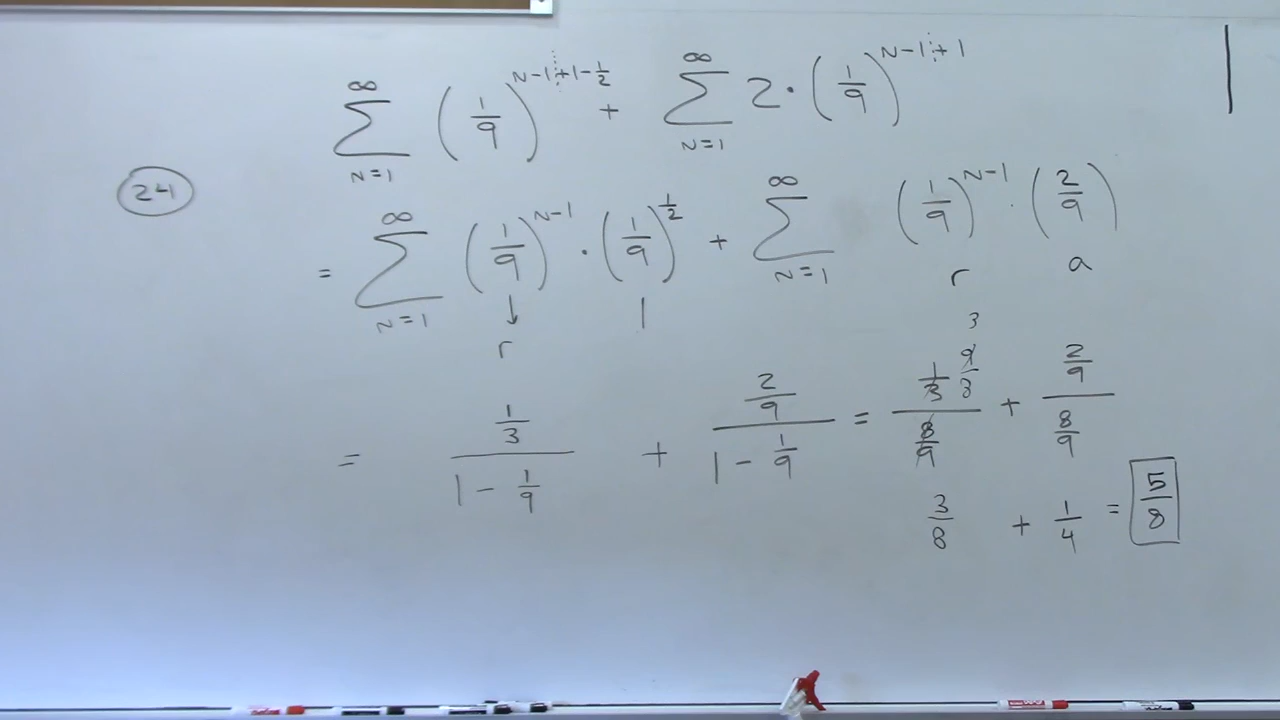 ∞ ∑ N=1 (1/9)^(N-1+1-1/2) + ∞ ∑ N=1 2·(1/9)^(N-1+1)
24
= ∞ ∑ N=1 (1/9)^(N-1) · (1/9)^(1/2) + ∞ ∑ N=1 (1/9)^(N-1) · (2/9)
↓ | r a
r
= (1/3)/(1 - 1/9) + (2/9)/(1 - 1/9) = (1/3 9/8 3)/(8/9) + (2/9)/(8/9)
3/8 + 1/4 = 5/8